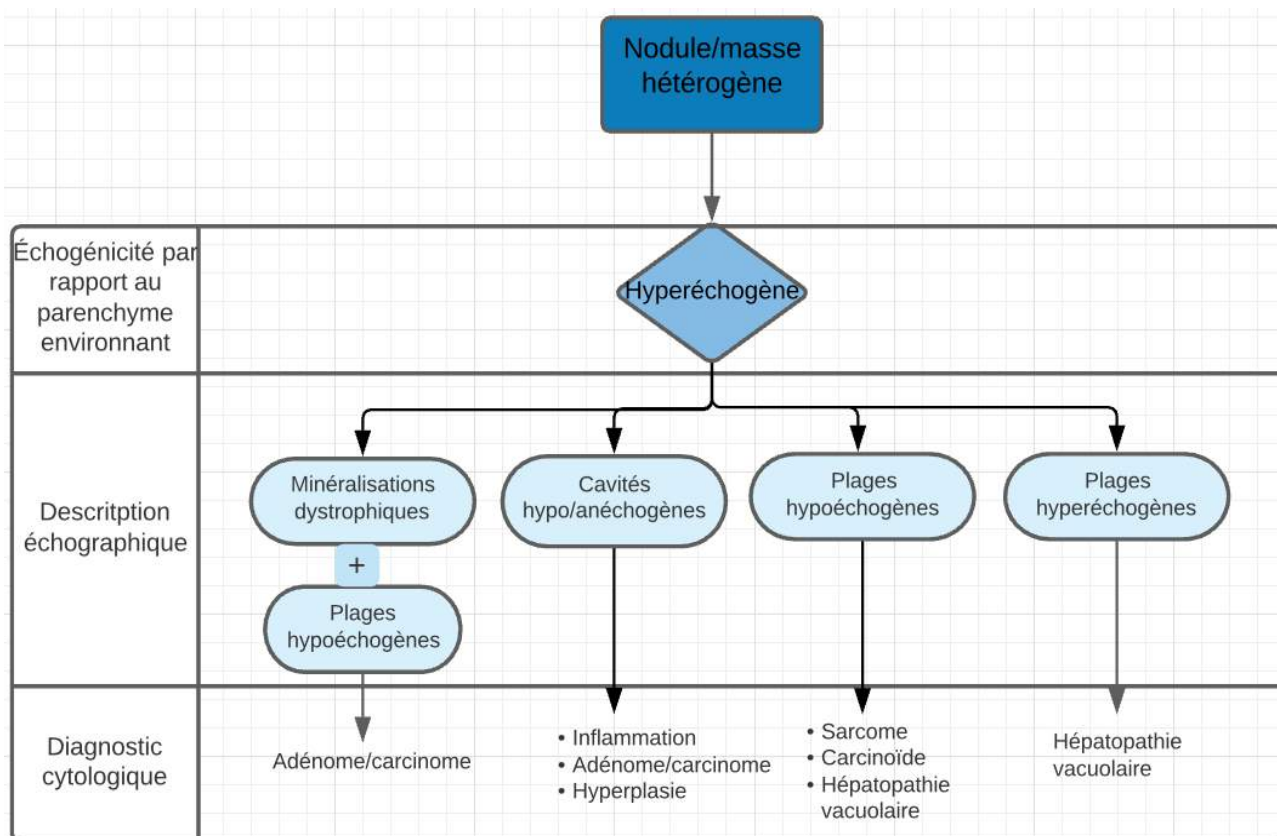 Nodule/masse
hétérogène
Échogénicité par
rapport au
parenchyme
environnant
Hyperéchogène
Descritption
échographique
Minéralisations
dystrophiques
+
Plages
hypoéchogènes
Cavités
hypo/anéchogènes
Plages
hypoéchogènes
Plages
hyperéchogènes
Diagnostic
cytologique
Adénome/carcinome
• Inflammation
• Adénome/carcinome
• Hyperplasie
• Sarcome
• Carcinoïde
• Hépatopathie
vacuolaire
Hépatopathie
vacuolaire